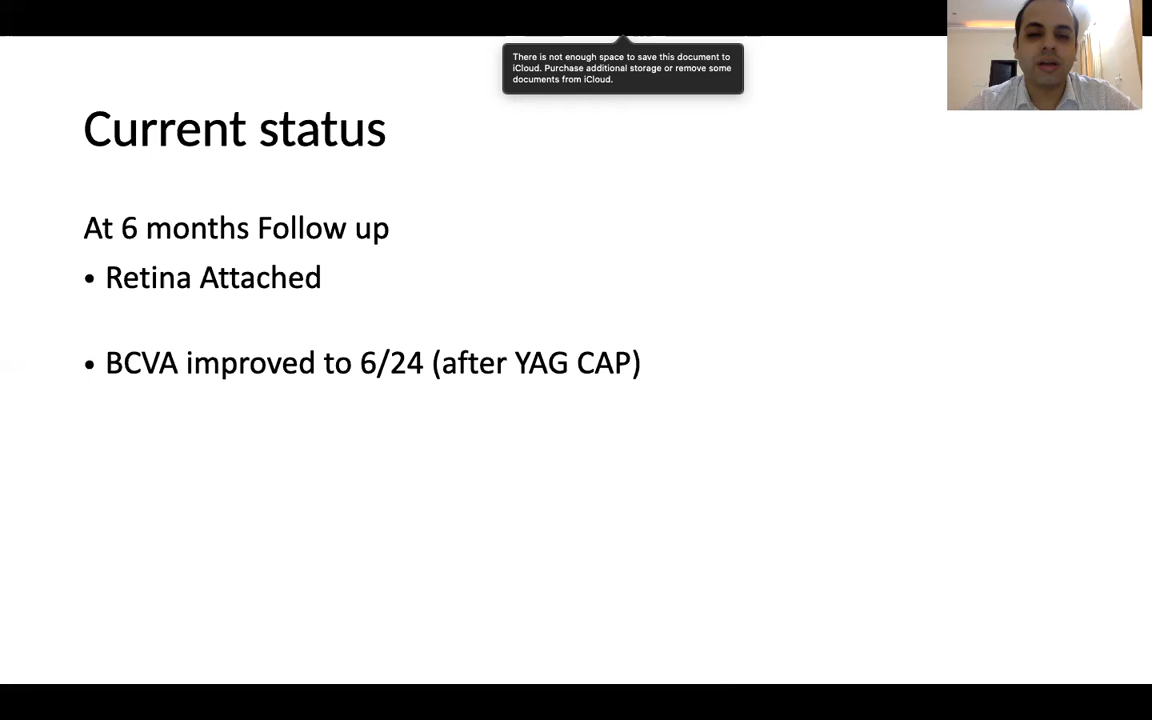 There is not enough space to save this document to
iCloud. Purchase additional storage or remove some
documents from iCloud.
Current status
At 6 months Follow up
• Retina Attached
• BCVA improved to 6/24 (after YAG CAP)